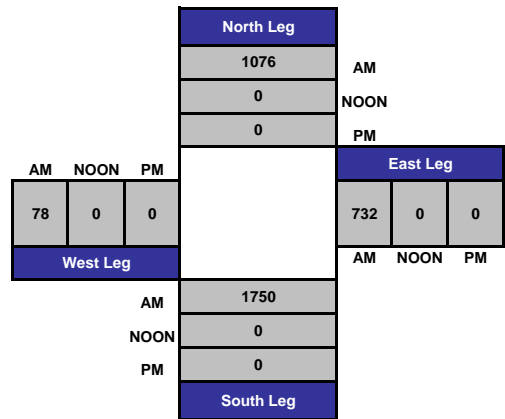 North Leg
1076 AM
0 NOON
0 PM
AM NOON PM East Leg
78 0 0 732 0 0
West Leg AM NOON PM
AM 1750
NOON 0
PM 0
South Leg